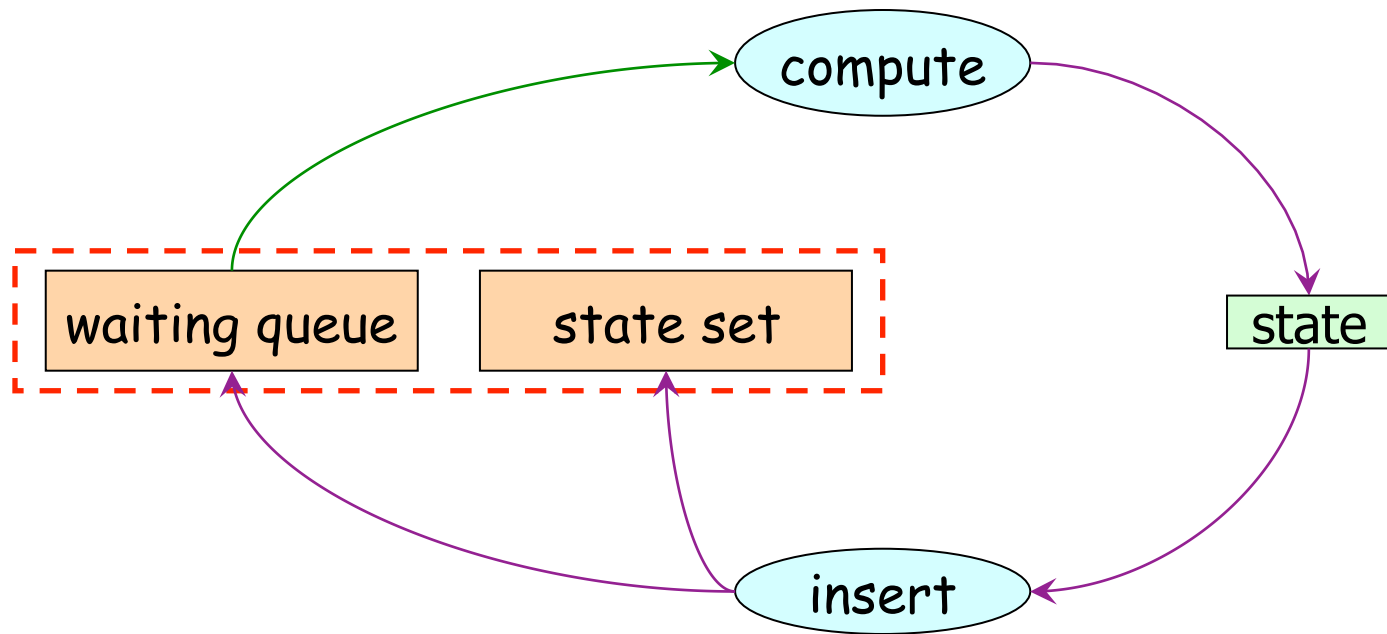 compute
waiting queue
state set
state
insert